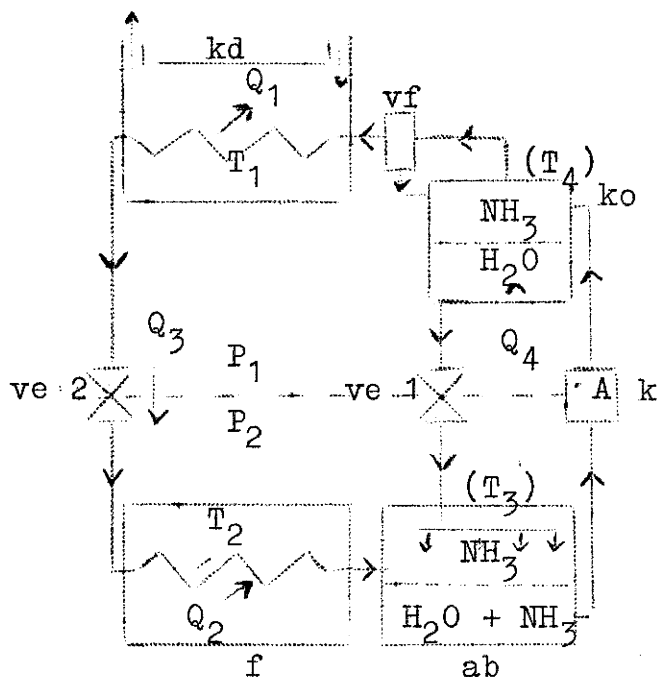 kd
Q1
vf
T1
(T4)
ko
NH3
H2O
Q3
Q4
P1
ve 2
ve 1
A
k
P2
(T3)
T2
NH3
Q2
H2O + NH3
f
ab